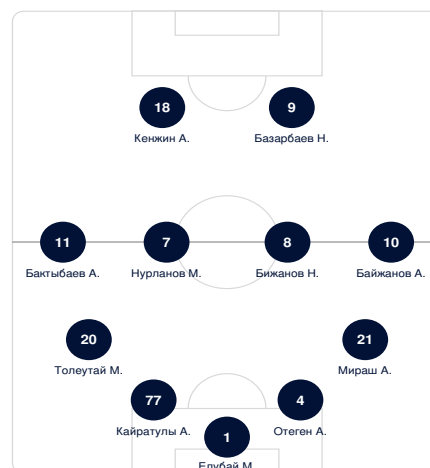 18 9
Кенжин А. Базарбаев Н.
11 7 8 10
Бактыбаев А. Нурланов М. Бижанов Н. Байжанов А.
20 21
Толеутай М. Мираш А.
77 4
Кайратулы А. Отеген А.
1
Елубай М.